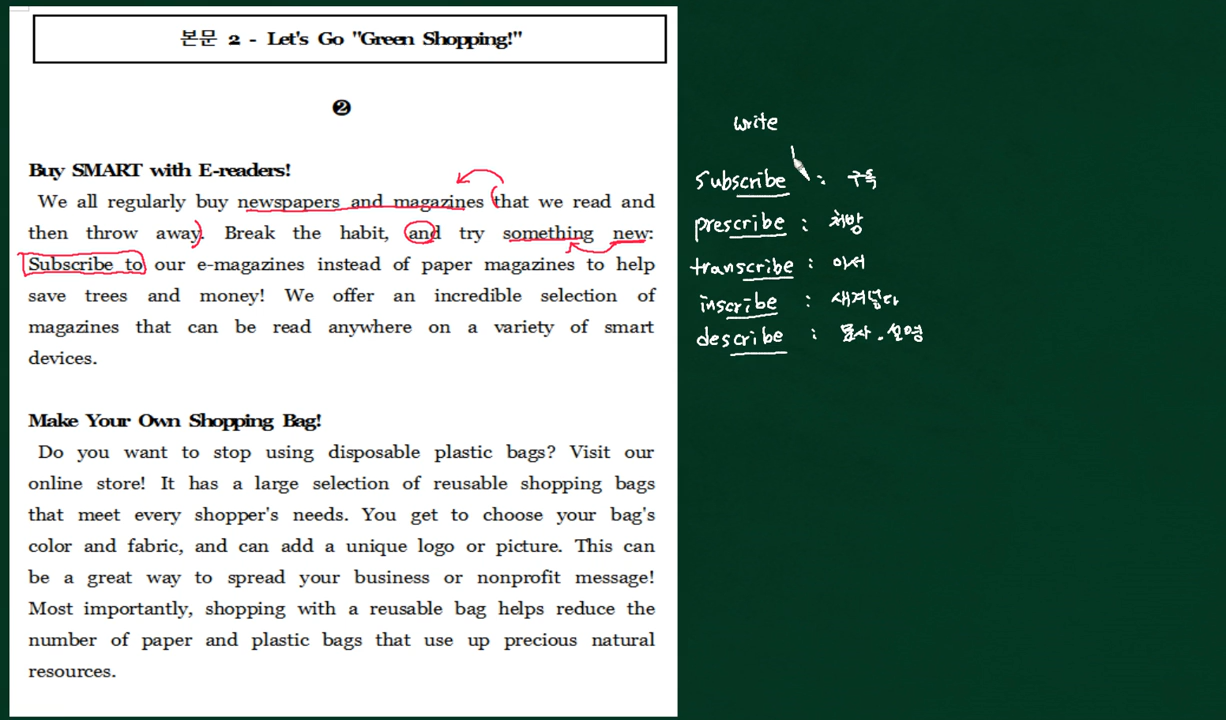 본문 2 - Let's Go "Green Shopping!"
❷
Buy SMART with E-readers!
We all regularly buy newspapers and magazines that we read and
then throw away. Break the habit, and try something new:
Subscribe to our e-magazines instead of paper magazines to help
save trees and money! We offer an incredible selection of
magazines that can be read anywhere on a variety of smart
devices.
Make Your Own Shopping Bag!
Do you want to stop using disposable plastic bags? Visit our
online store! It has a large selection of reusable shopping bags
that meet every shopper's needs. You get to choose your bag's
color and fabric, and can add a unique logo or picture. This can
be a great way to spread your business or nonprofit message!
Most importantly, shopping with a reusable bag helps reduce the
number of paper and plastic bags that use up precious natural
resources.
write
subscribe : 구독
prescribe : 처방
transcribe :
inscribe : 새겨넣다
describe : 묘사. 설명